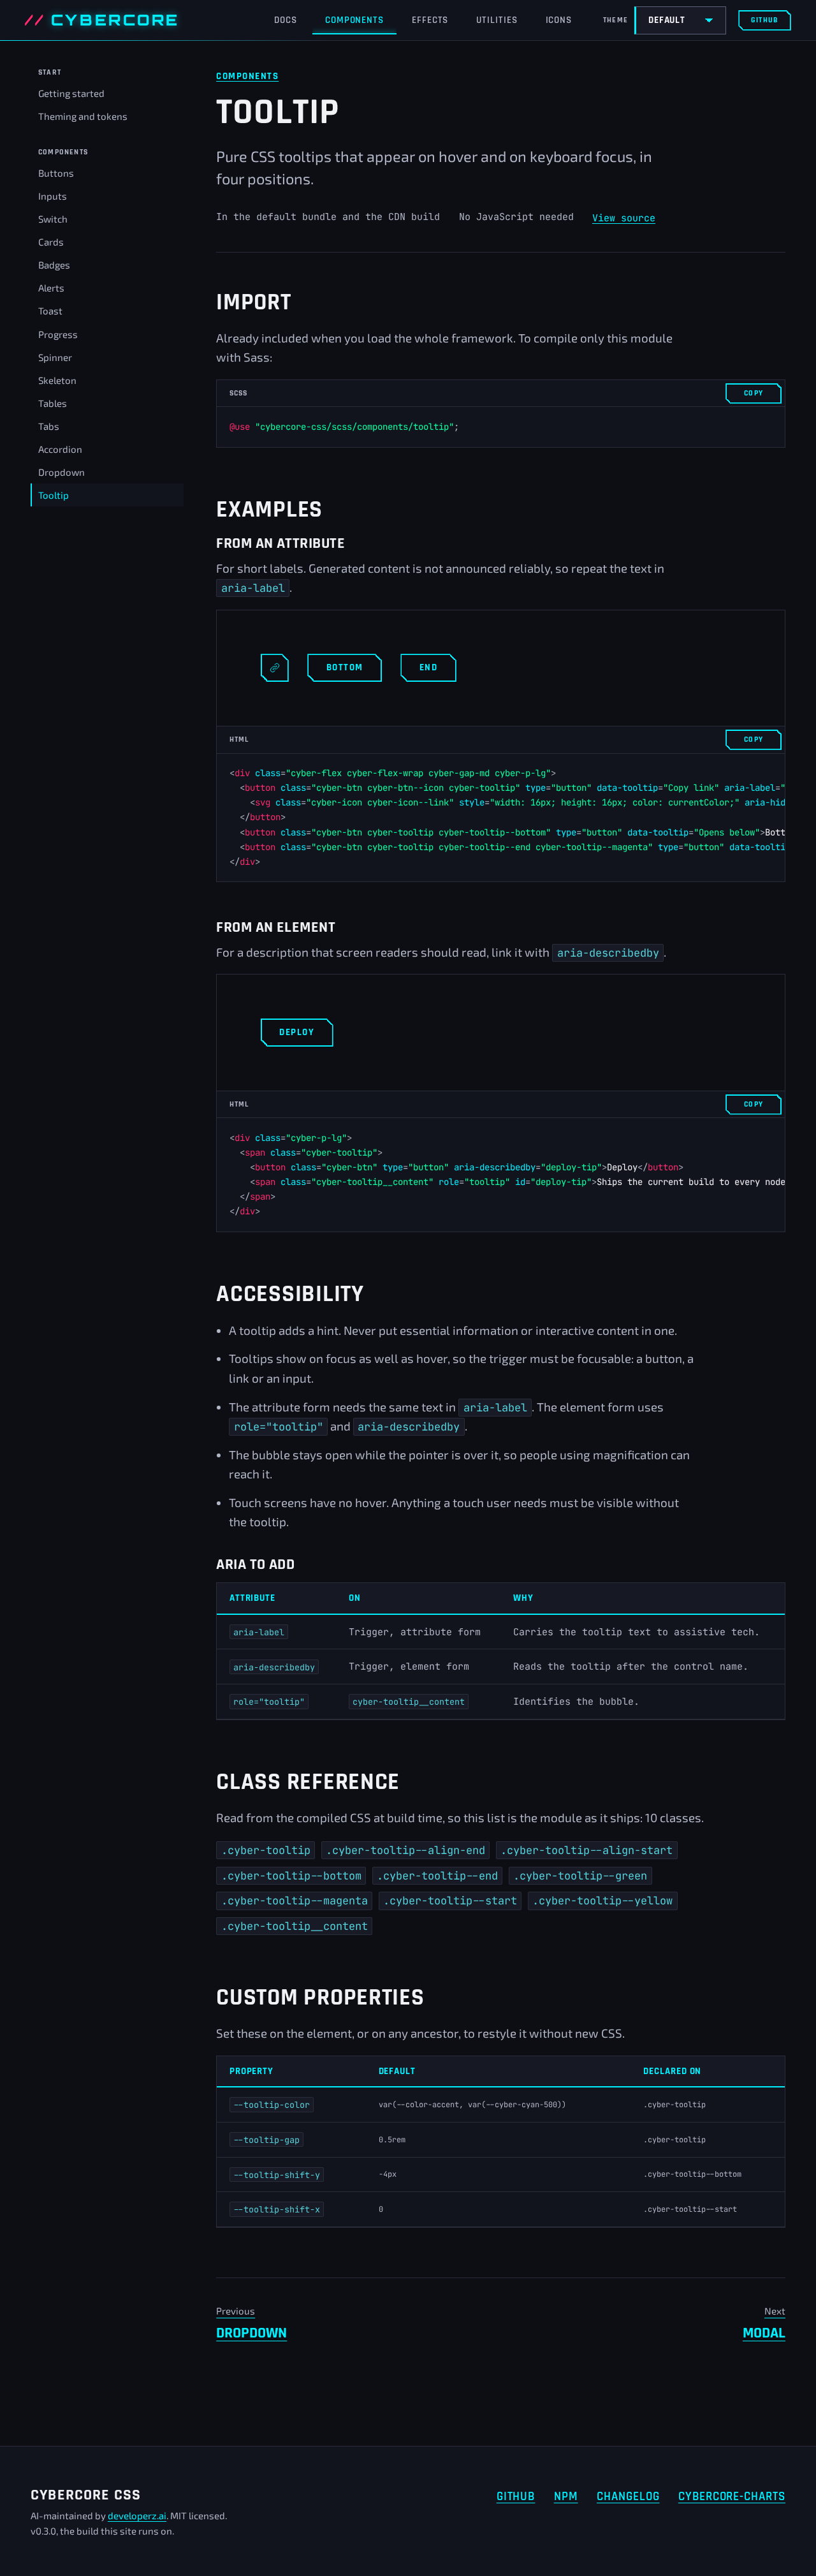 // CYBERCORE
DOCS
COMPONENTS
EFFECTS
UTILITIES
ICONS
THEME
DEFAULT
GITHUB
START
Getting started
Theming and tokens
COMPONENTS
Buttons
Inputs
Switch
Cards
Badges
Alerts
Toast
Progress
Spinner
Skeleton
Tables
Tabs
Accordion
Dropdown
Tooltip
COMPONENTS
TOOLTIP
Pure CSS tooltips that appear on hover and on keyboard focus, in
four positions.
In the default bundle and the CDN build No JavaScript needed View source
IMPORT
Already included when you load the whole framework. To compile only this module
with Sass:
SCSS
COPY
@use "cybercore-css/scss/components/tooltip";
EXAMPLES
FROM AN ATTRIBUTE
For short labels. Generated content is not announced reliably, so repeat the text in
aria-label.
BOTTOM
END
HTML
COPY
<div class="cyber-flex cyber-flex-wrap cyber-gap-md cyber-p-lg">
<button class="cyber-btn cyber-btn--icon cyber-tooltip" type="button" data-tooltip="Copy link" aria-label="
<svg class="cyber-icon cyber-icon--link" style="width: 16px; height: 16px; color: currentColor;" aria-hid
</button>
<button class="cyber-btn cyber-tooltip cyber-tooltip--bottom" type="button" data-tooltip="Opens below">Bott
<button class="cyber-btn cyber-tooltip cyber-tooltip--end cyber-tooltip--magenta" type="button" data-toolti
</div>
FROM AN ELEMENT
For a description that screen readers should read, link it with aria-describedby.
DEPLOY
HTML
COPY
<div class="cyber-p-lg">
<span class="cyber-tooltip">
<button class="cyber-btn" type="button" aria-describedby="deploy-tip">Deploy</button>
<span class="cyber-tooltip__content" role="tooltip" id="deploy-tip">Ships the current build to every node
</span>
</div>
ACCESSIBILITY
• A tooltip adds a hint. Never put essential information or interactive content in one.
• Tooltips show on focus as well as hover, so the trigger must be focusable: a button, a
link or an input.
• The attribute form needs the same text in aria-label. The element form uses
role="tooltip" and aria-describedby.
• The bubble stays open while the pointer is over it, so people using magnification can
reach it.
• Touch screens have no hover. Anything a touch user needs must be visible without
the tooltip.
ARIA TO ADD
ATTRIBUTE ON WHY
aria-label Trigger, attribute form Carries the tooltip text to assistive tech.
aria-describedby Trigger, element form Reads the tooltip after the control name.
role="tooltip" cyber-tooltip__content Identifies the bubble.
CLASS REFERENCE
Read from the compiled CSS at build time, so this list is the module as it ships: 10 classes.
.cyber-tooltip .cyber-tooltip--align-end .cyber-tooltip--align-start
.cyber-tooltip--bottom .cyber-tooltip--end .cyber-tooltip--green
.cyber-tooltip--magenta .cyber-tooltip--start .cyber-tooltip--yellow
.cyber-tooltip__content
CUSTOM PROPERTIES
Set these on the element, or on any ancestor, to restyle it without new CSS.
PROPERTY DEFAULT DECLARED ON
--tooltip-color var(--color-accent, var(--cyber-cyan-500)) .cyber-tooltip
--tooltip-gap 0.5rem .cyber-tooltip
--tooltip-shift-y -4px .cyber-tooltip--bottom
--tooltip-shift-x 0 .cyber-tooltip--start
Previous
DROPDOWN
Next
MODAL
CYBERCORE CSS
AI-maintained by developerz.ai. MIT licensed.
v0.3.0, the build this site runs on.
GITHUB NPM CHANGELOG CYBERCORE-CHARTS